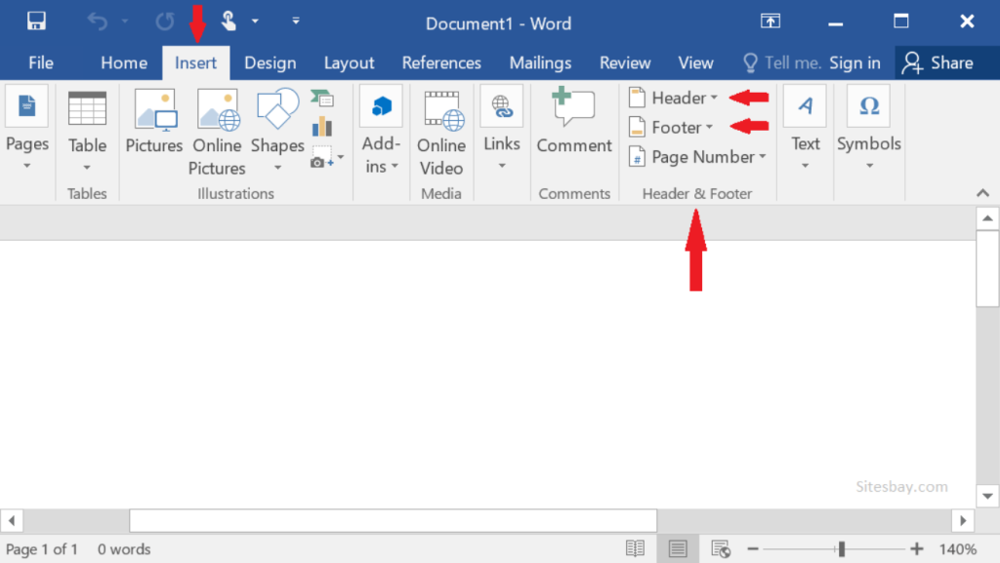 Document1 - Word
File Home Insert Design Layout References Mailings Review View Tell me. Sign in Share
Pages
Table
Pictures
Online
Pictures
Shapes
Add-
ins
Online
Video
Links
Comment
Header
Footer
Page Number
Text
Symbols
Tables Illustrations Media Comments Header & Footer
Sitesbay.com
Page 1 of 1 0 words 140%